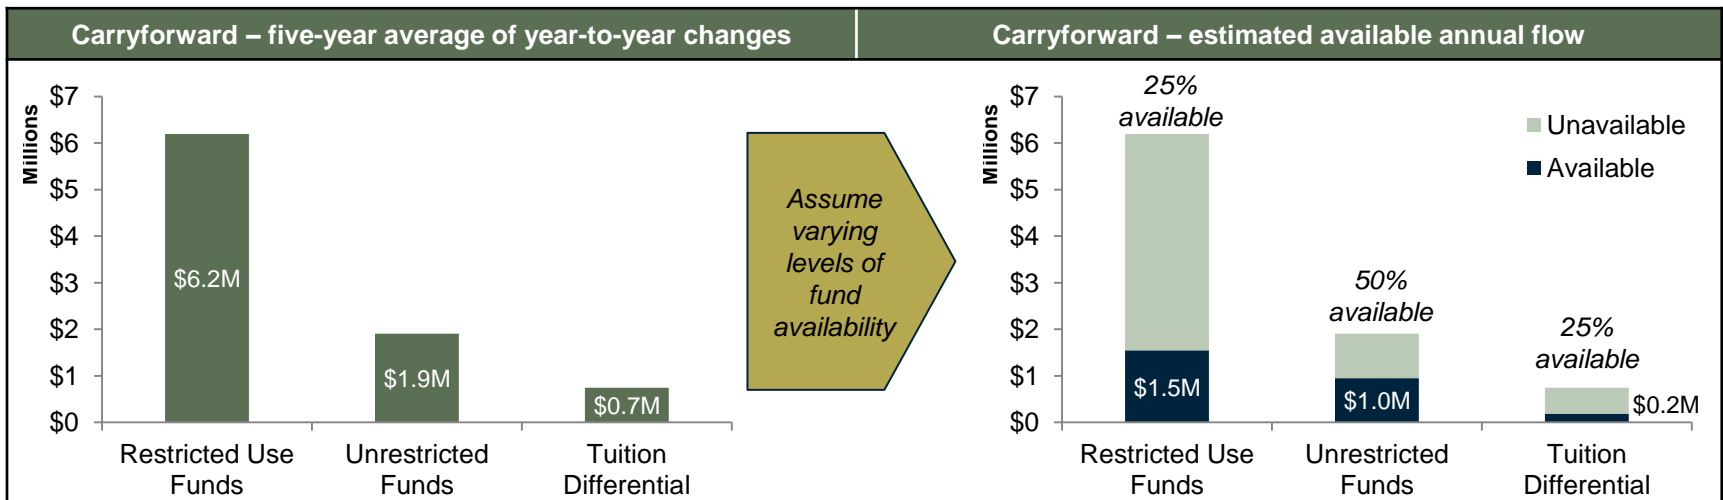 Carryforward – five-year average of year-to-year changes
Carryforward – estimated available annual flow
Millions
$7
$6
$5
$4
$3
$2
$1
$0
$6.2M
$1.9M
$0.7M
Restricted Use
Funds
Unrestricted
Funds
Tuition
Differential
Assume
varying
levels of
fund
availability
Millions
$7
$6
$5
$4
$3
$2
$1
$0
25%
available
50%
available
25%
available
Unavailable
Available
$1.5M
$1.0M
$0.2M
Restricted Use
Funds
Unrestricted
Funds
Tuition
Differential